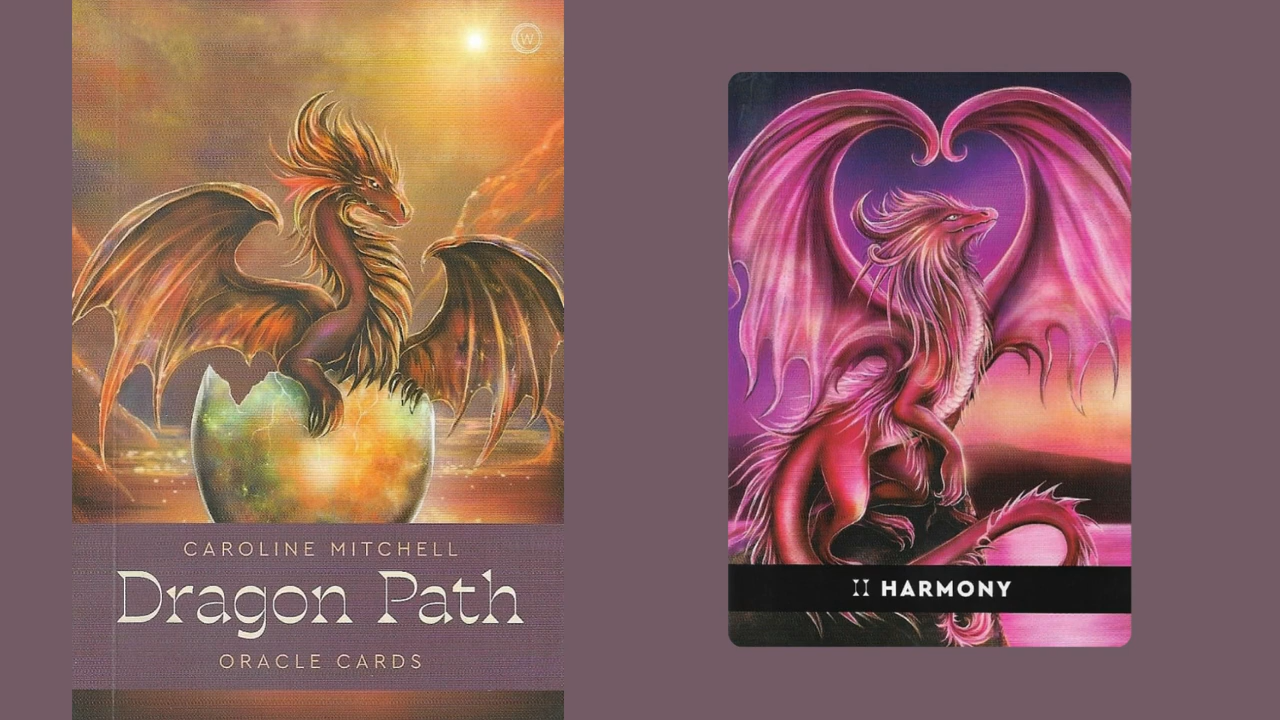 W
CAROLINE MITCHELL
Dragon Path
ORACLE CARDS
II HARMONY